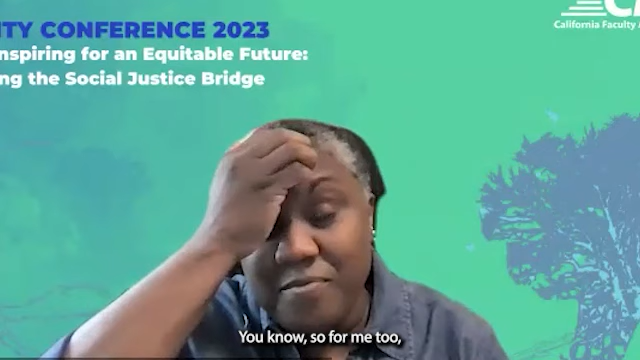 ITY CONFERENCE 2023
nspiring for an Equitable Future:
ng the Social Justice Bridge
CA
California Faculty A
You know, so for me too,